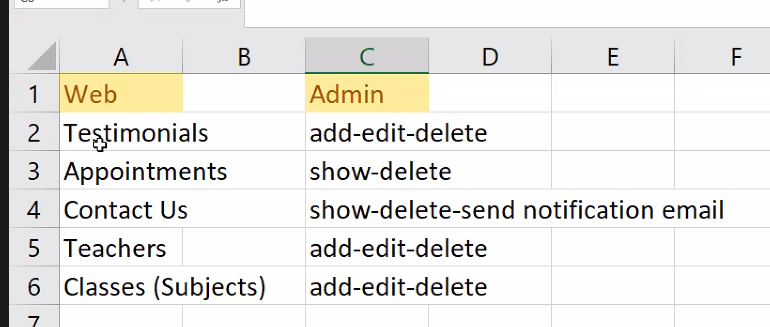 A B C D E F
1 Web Admin
2 Testimonials add-edit-delete
3 Appointments show-delete
4 Contact Us show-delete-send notification email
5 Teachers add-edit-delete
6 Classes (Subjects) add-edit-delete
7